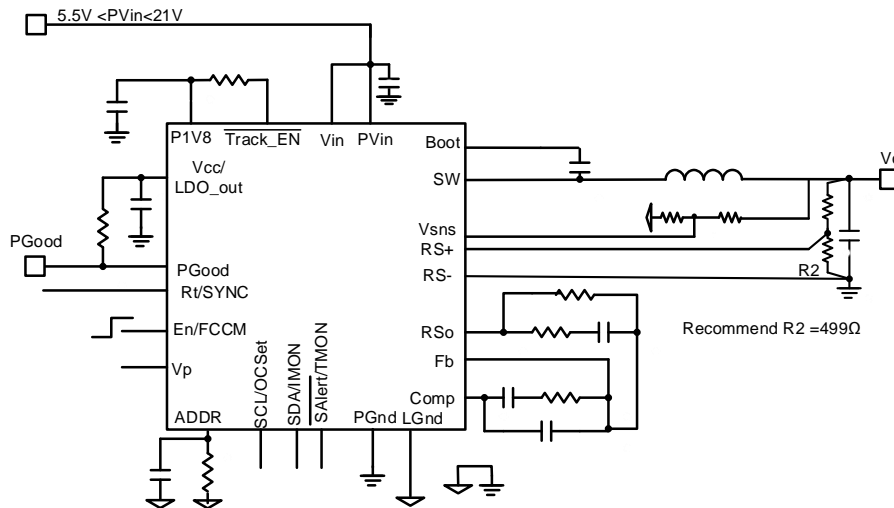 5.5V <PVin<21V
P1V8
Track_EN
Vin
PVin
Boot
Vcc/
LDO_out
SW
PGood
Vsns
RS+
PGood
RS-
R2
Rt/SYNC
En/FCCM
RSo
Recommend R2 =499Ω
Fb
Vp
Comp
ADDR
SCL/OCSet
SDA/IMON
SAlert/TMON
PGnd
LGnd